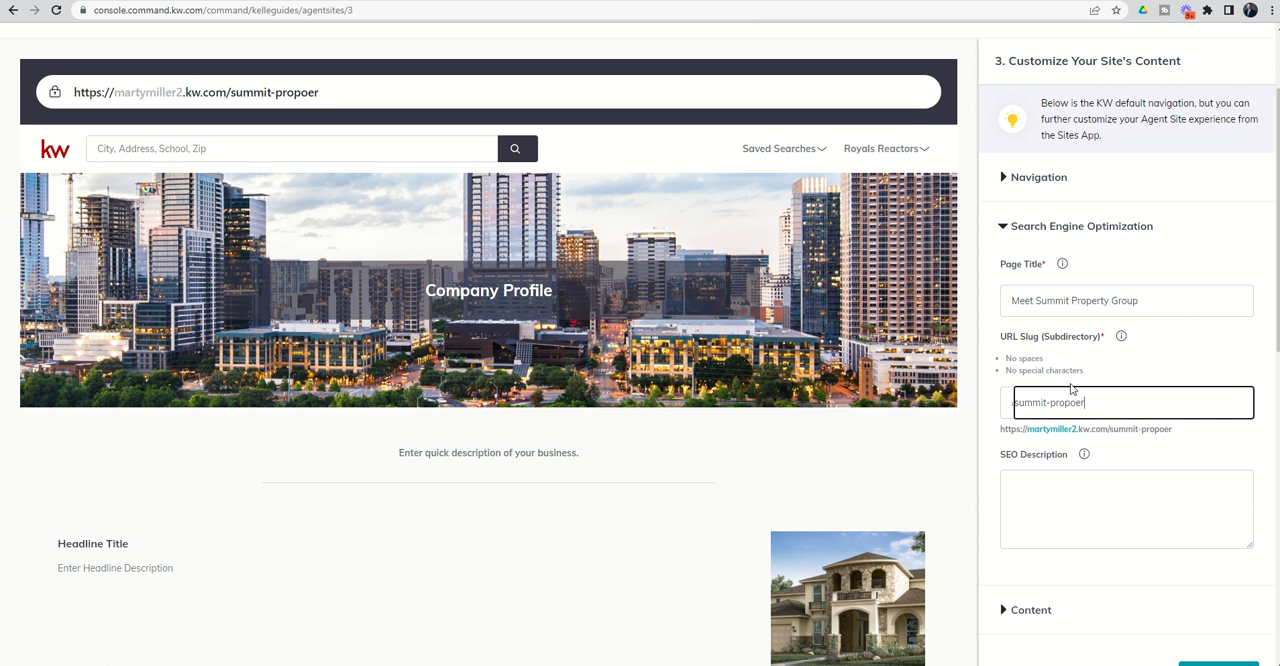 console.command.kw.com/command/kelleguides/agentsites/3
9+
https://martymiller2.kw.com/summit-propoer
kw
City, Address, School, Zip
Saved Searches
Royals Reactors
Company Profile
Enter quick description of your business.
Headline Title
Enter Headline Description
3. Customize Your Site's Content
Below is the KW default navigation, but you can
further customize your Agent Site experience from
the Sites App.
Navigation
Search Engine Optimization
Page Title*
Meet Summit Property Group
URL Slug (Subdirectory)*
No spaces
No special characters
/summit-propoer
https://martymiller2.kw.com/summit-propoer
SEO Description
Content